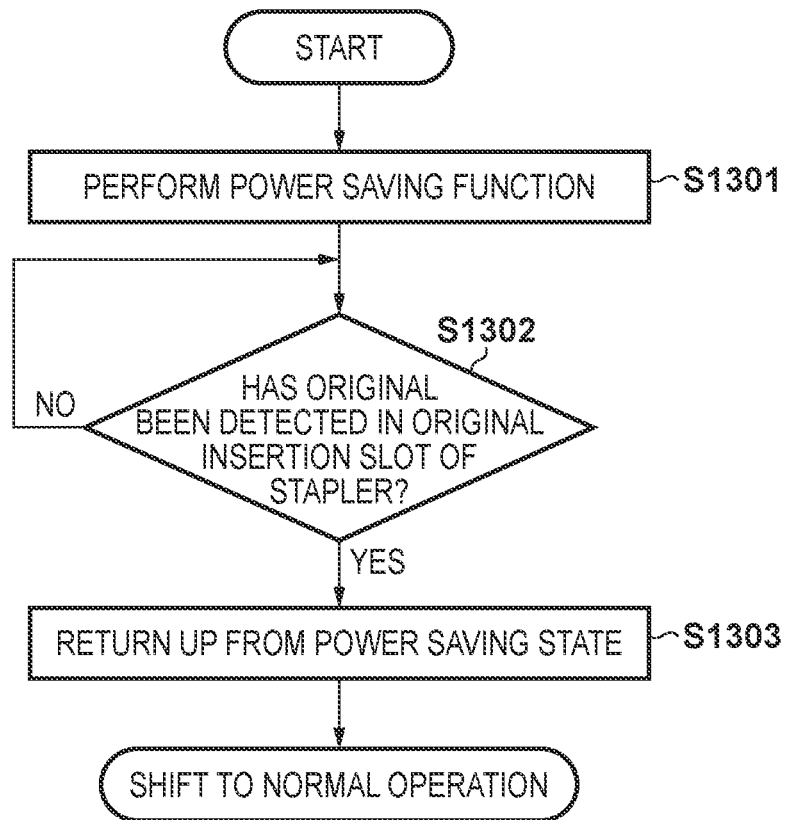 START
PERFORM POWER SAVING FUNCTION
S1301
S1302
HAS ORIGINAL
BEEN DETECTED IN ORIGINAL
INSERTION SLOT OF
STAPLER?
NO
YES
RETURN UP FROM POWER SAVING STATE
S1303
SHIFT TO NORMAL OPERATION